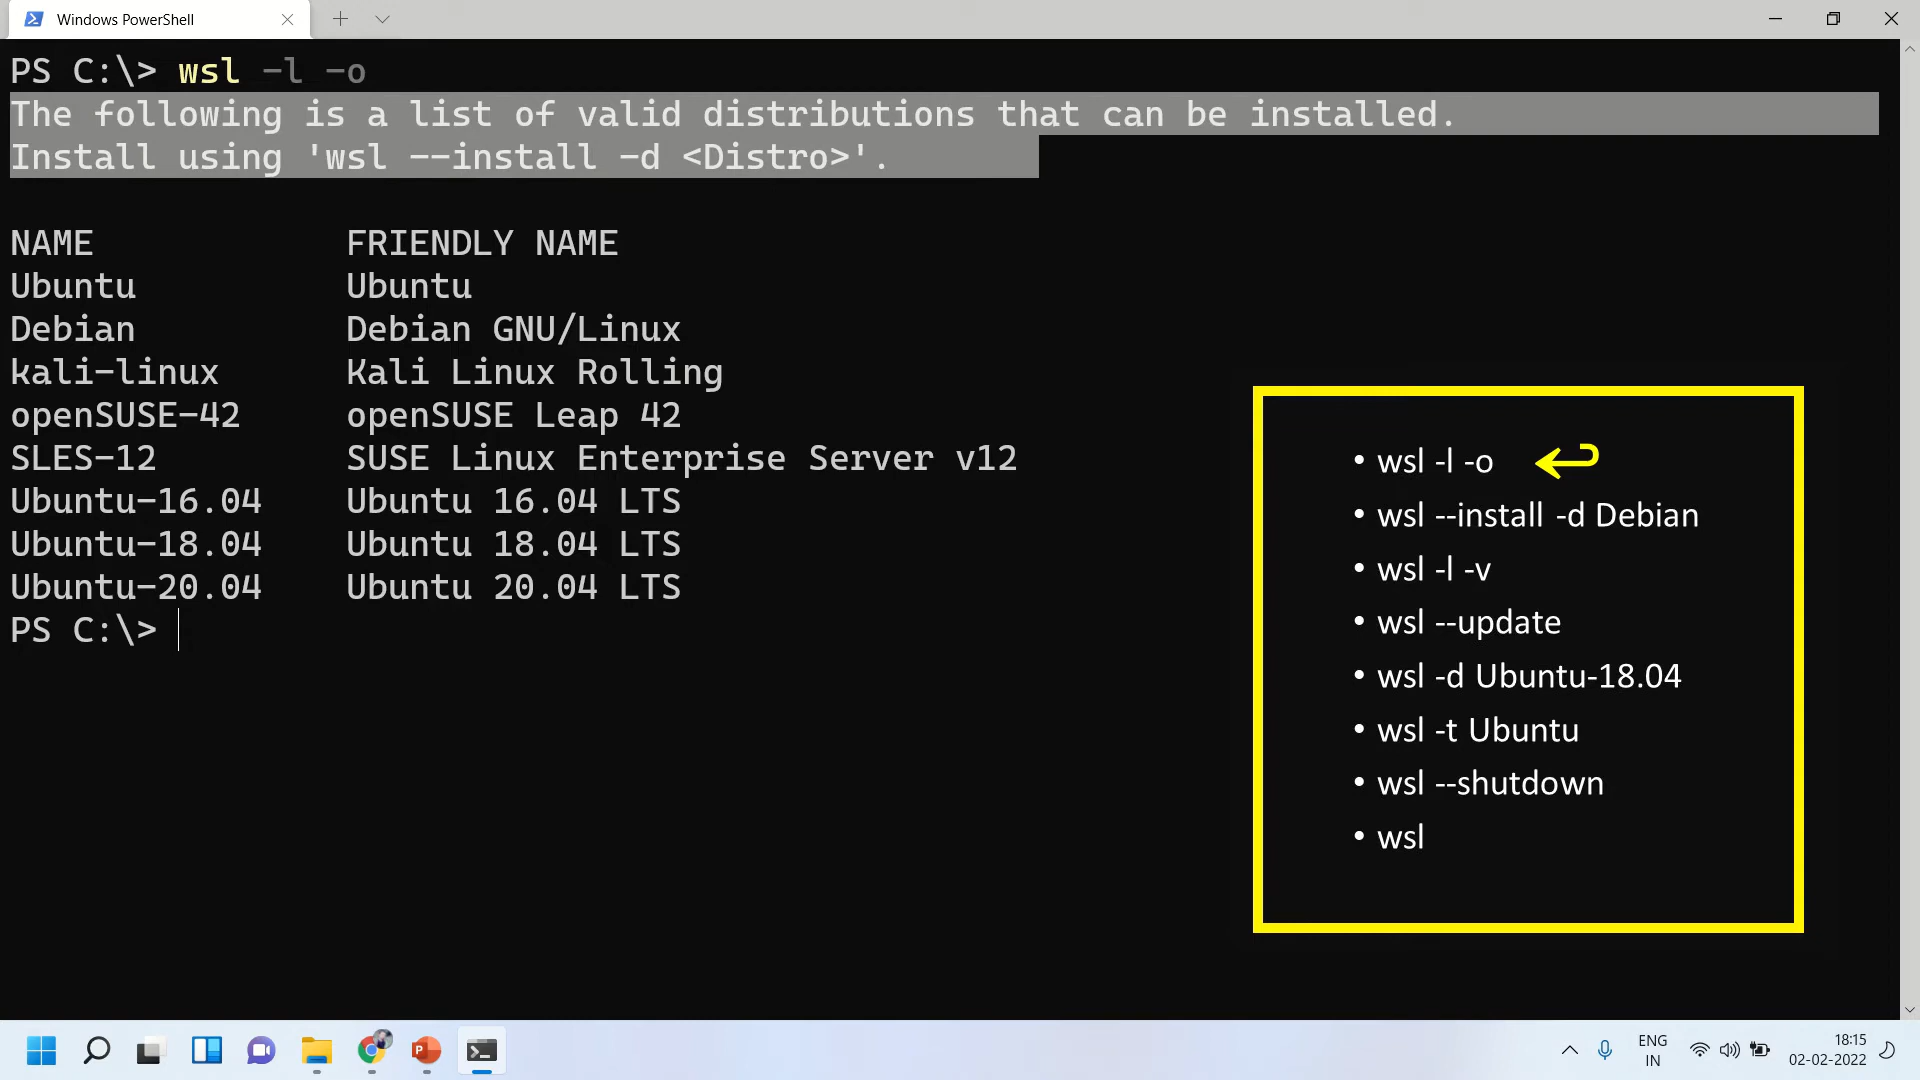 Windows PowerShell
PS C:\> wsl -l -o
The following is a list of valid distributions that can be installed.
Install using 'wsl --install -d <Distro>'.
NAME FRIENDLY NAME
Ubuntu Ubuntu
Debian Debian GNU/Linux
kali-linux Kali Linux Rolling
openSUSE-42 openSUSE Leap 42
SLES-12 SUSE Linux Enterprise Server v12
Ubuntu-16.04 Ubuntu 16.04 LTS
Ubuntu-18.04 Ubuntu 18.04 LTS
Ubuntu-20.04 Ubuntu 20.04 LTS
PS C:\>
• wsl -l -o
• wsl --install -d Debian
• wsl -l -v
• wsl --update
• wsl -d Ubuntu-18.04
• wsl -t Ubuntu
• wsl --shutdown
• wsl
ENG
IN
18:15
02-02-2022